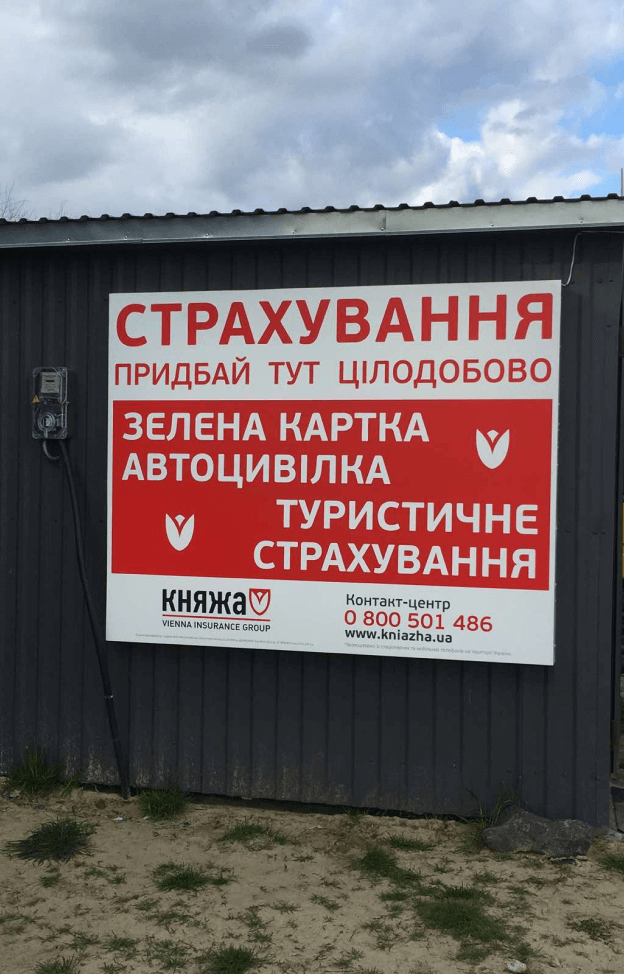 СТРАХУВАННЯ
ПРИДБАЙ ТУТ ЦІЛОДОБОВО
ЗЕЛЕНА КАРТКА
АВТОЦИВІЛКА
ТУРИСТИЧНЕ
СТРАХУВАННЯ
КНЯЖА
VIENNA INSURANCE GROUP
Контакт-центр
0 800 501 486
www.kniazha.ua